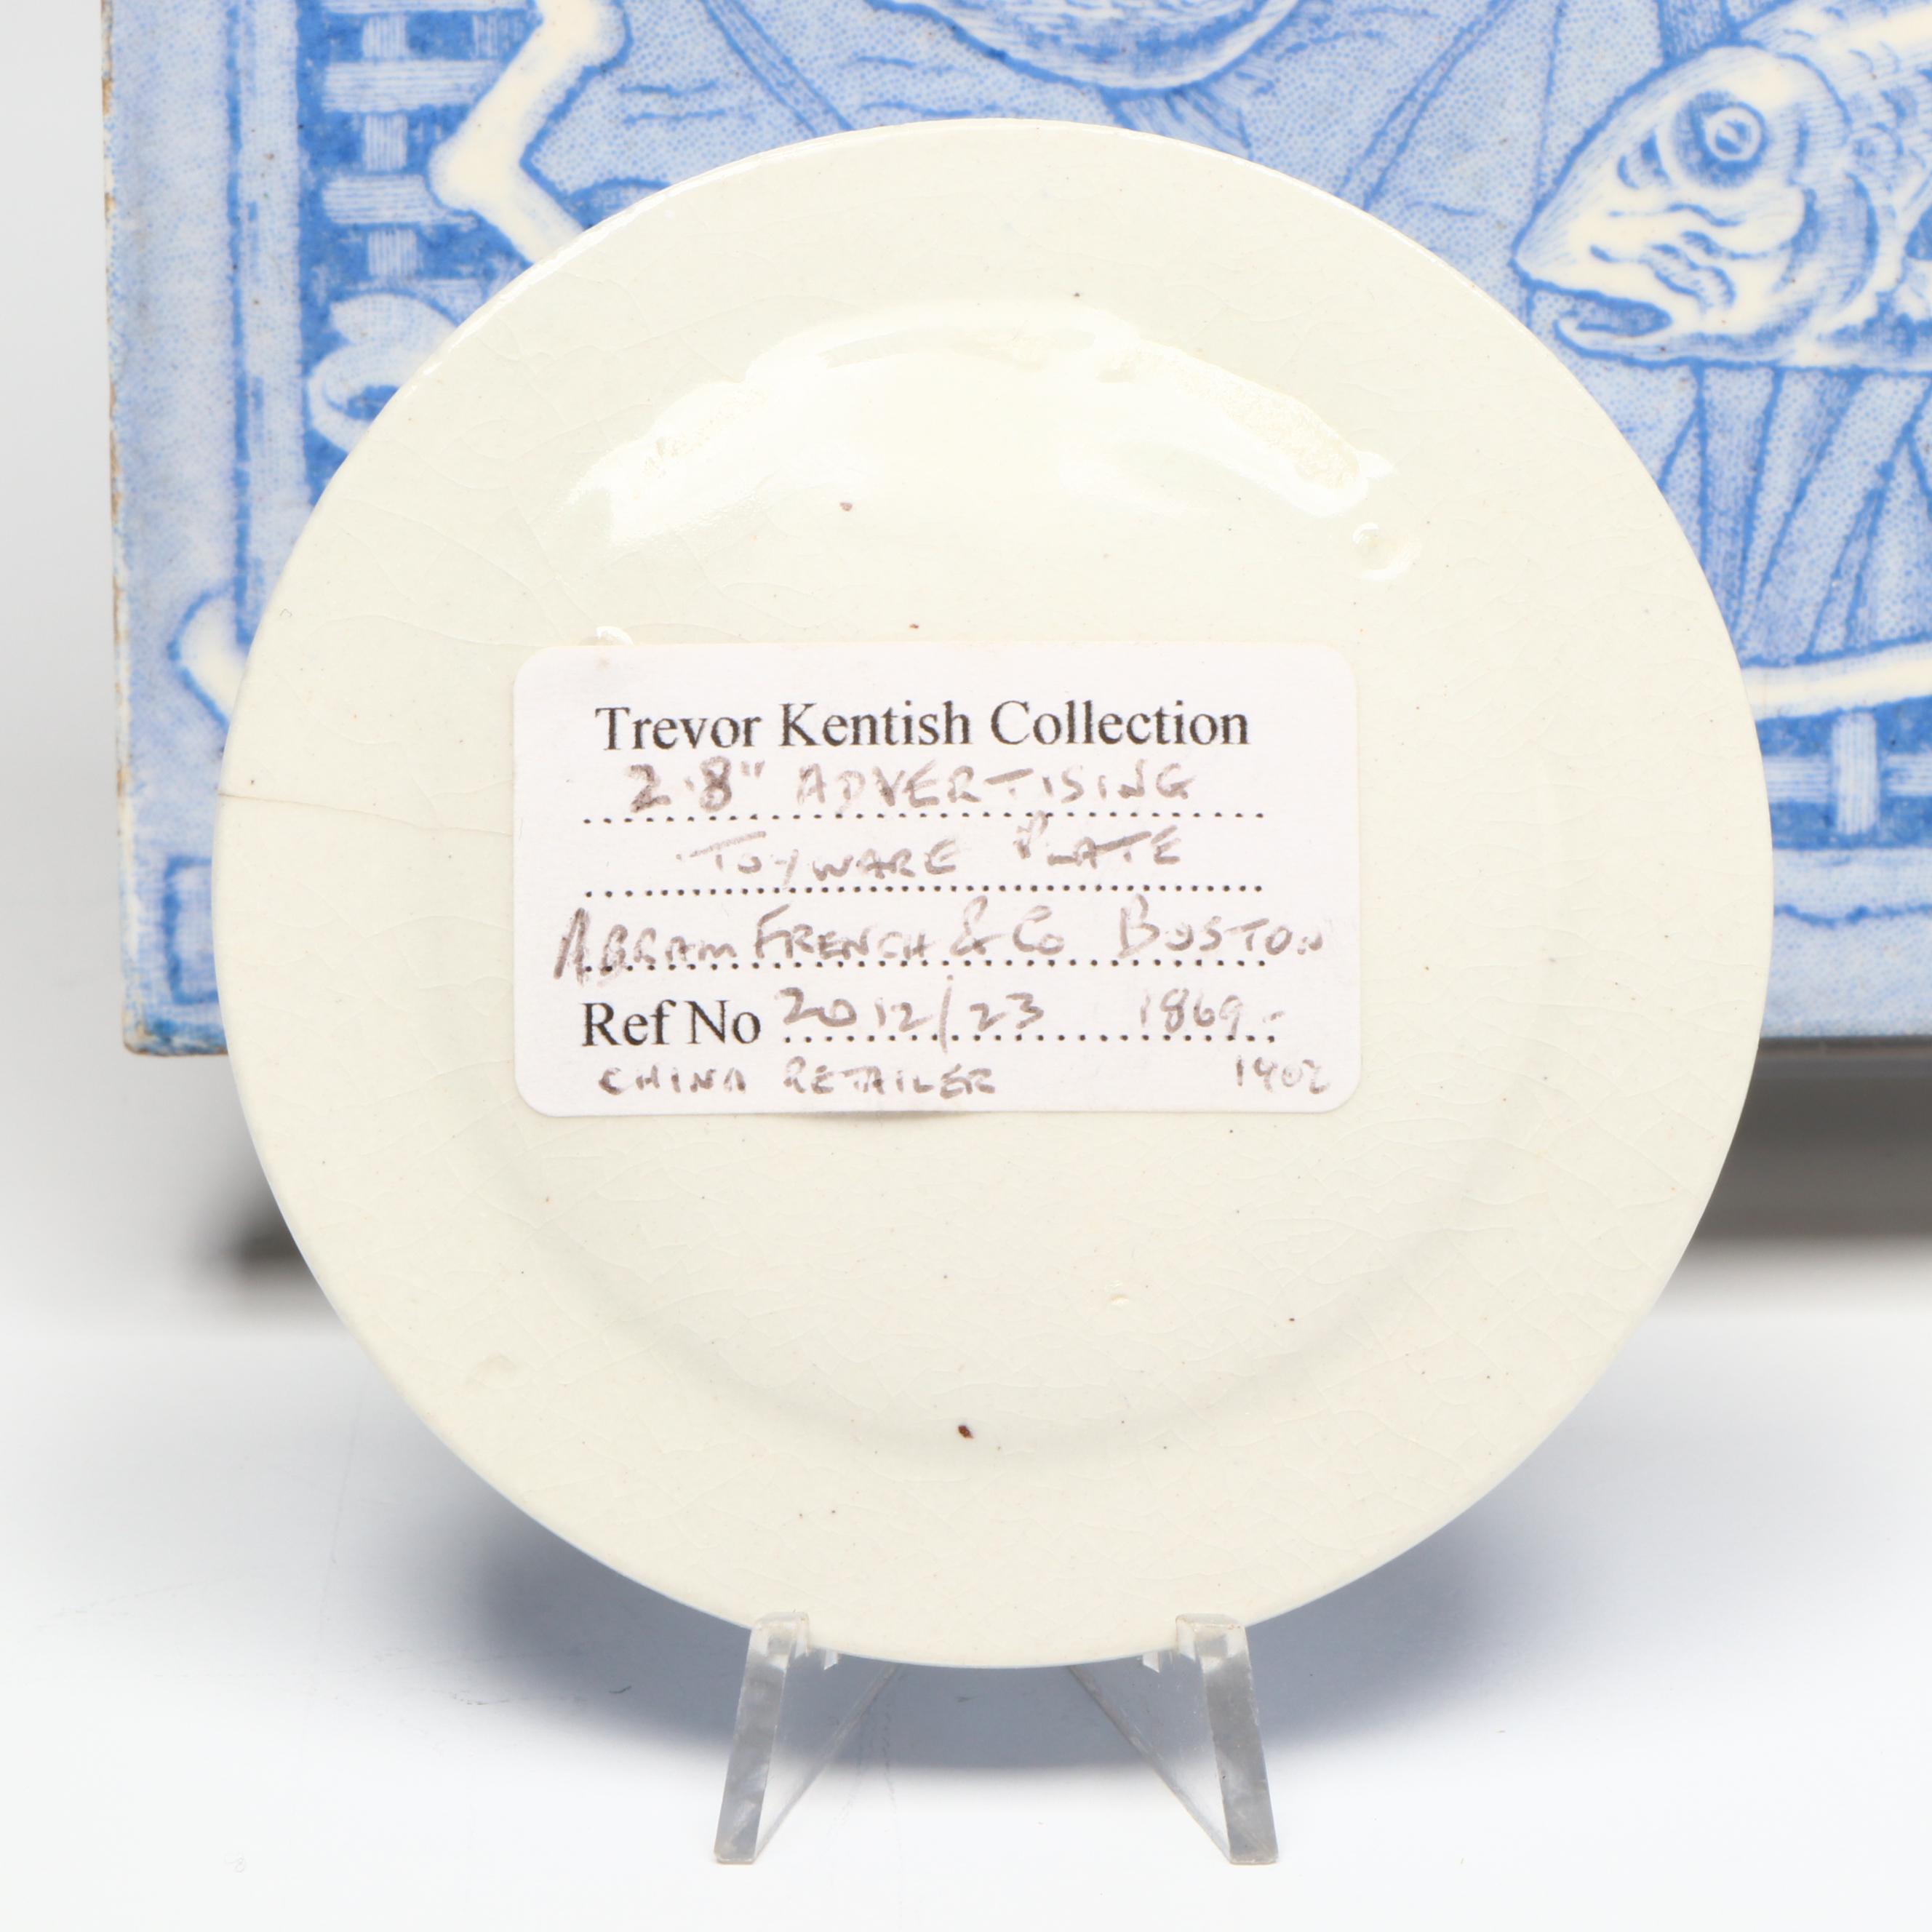 Trevor Kentish Collection
2.8" ADVERTISING
TOYWARE PLATE
ABRAM FRENCH & Co BOSTON
Ref No 2012/23 1869-
CHINA RETAILER 1902